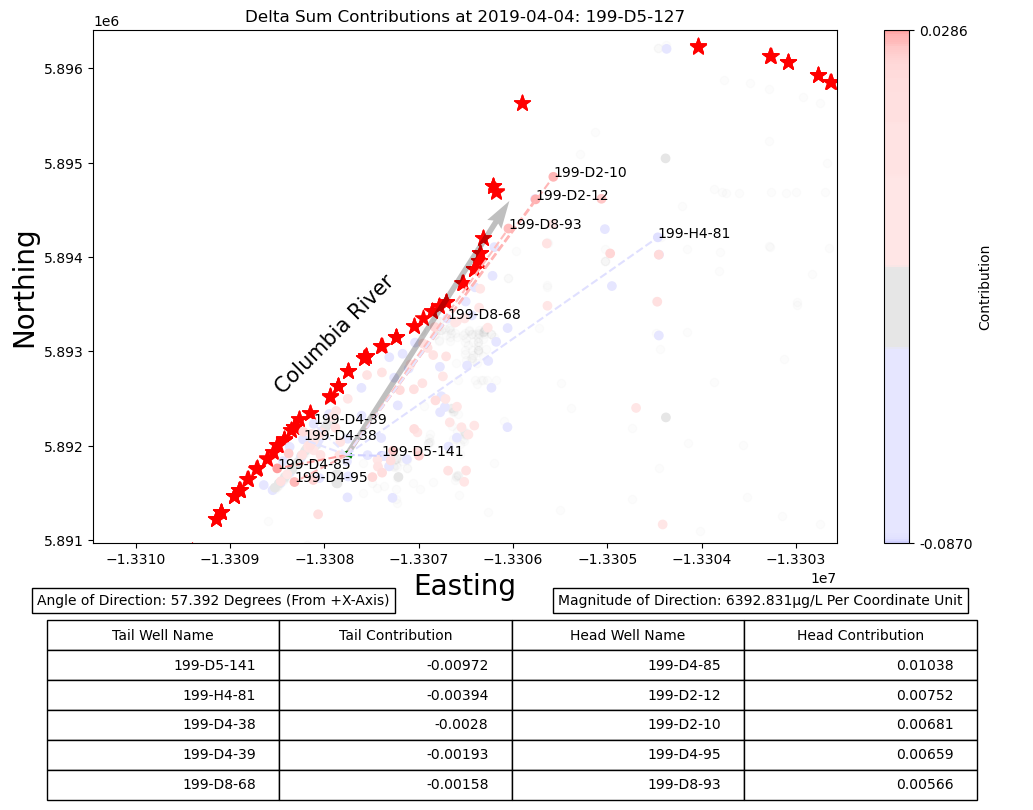 Delta Sum Contributions at 2019-04-04: 199-D5-127
1e6
5.896
5.895
5.894
5.893
5.892
5.891
Northing
Columbia River
199-D2-10
199-D2-12
199-D8-93
199-H4-81
199-D8-68
199-D4-39
199-D4-38
199-D5-141
199-D4-85
199-D4-95
−1.3310 −1.3309 −1.3308 −1.3307 −1.3306 −1.3305 −1.3304 −1.3303
1e7
Easting
0.0286
-0.0870
Contribution
Angle of Direction: 57.392 Degrees (From +X-Axis)
Magnitude of Direction: 6392.831μg/L Per Coordinate Unit
Tail Well Name Tail Contribution Head Well Name Head Contribution
199-D5-141 -0.00972 199-D4-85 0.01038
199-H4-81 -0.00394 199-D2-12 0.00752
199-D4-38 -0.0028 199-D2-10 0.00681
199-D4-39 -0.00193 199-D4-95 0.00659
199-D8-68 -0.00158 199-D8-93 0.00566